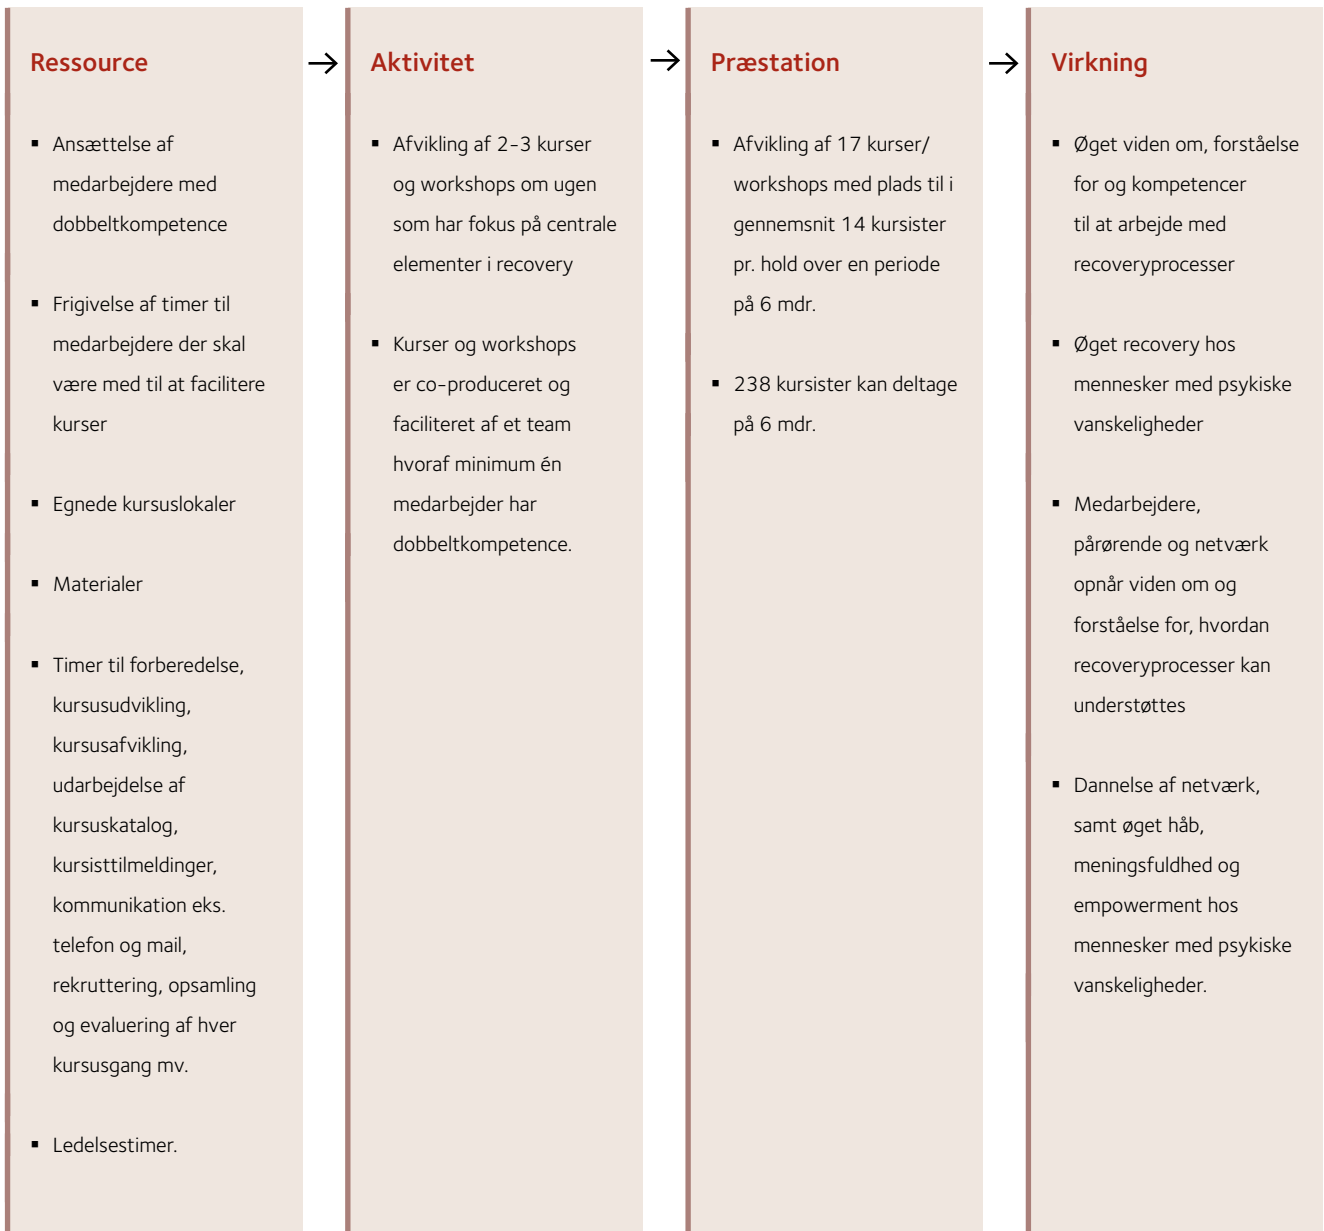 Ressource
▪ Ansættelse af
medarbejdere med
dobbeltkompetence
▪ Frigivelse af timer til
medarbejdere der skal
være med til at facilitere
kurser
▪ Egnede kursuslokaler
▪ Materialer
▪ Timer til forberedelse,
kursusudvikling,
kursusafvikling,
udarbejdelse af
kursuskatalog,
kursisttilmeldinger,
kommunikation eks.
telefon og mail,
rekruttering, opsamling
og evaluering af hver
kursusgang mv.
▪ Ledelsestimer.
→
Aktivitet
▪ Afvikling af 2-3 kurser
og workshops om ugen
som har fokus på centrale
elementer i recovery
▪ Kurser og workshops
er co-produceret og
faciliteret af et team
hvoraf minimum én
medarbejder har
dobbeltkompetence.
→
Præstation
▪ Afvikling af 17 kurser/
workshops med plads til i
gennemsnit 14 kursister
pr. hold over en periode
på 6 mdr.
▪ 238 kursister kan deltage
på 6 mdr.
→
Virkning
▪ Øget viden om, forståelse
for og kompetencer
til at arbejde med
recoveryprocesser
▪ Øget recovery hos
mennesker med psykiske
vanskeligheder
▪ Medarbejdere,
pårørende og netværk
opnår viden om og
forståelse for, hvordan
recoveryprocesser kan
understøttes
▪ Dannelse af netværk,
samt øget håb,
meningsfuldhed og
empowerment hos
mennesker med psykiske
vanskeligheder.